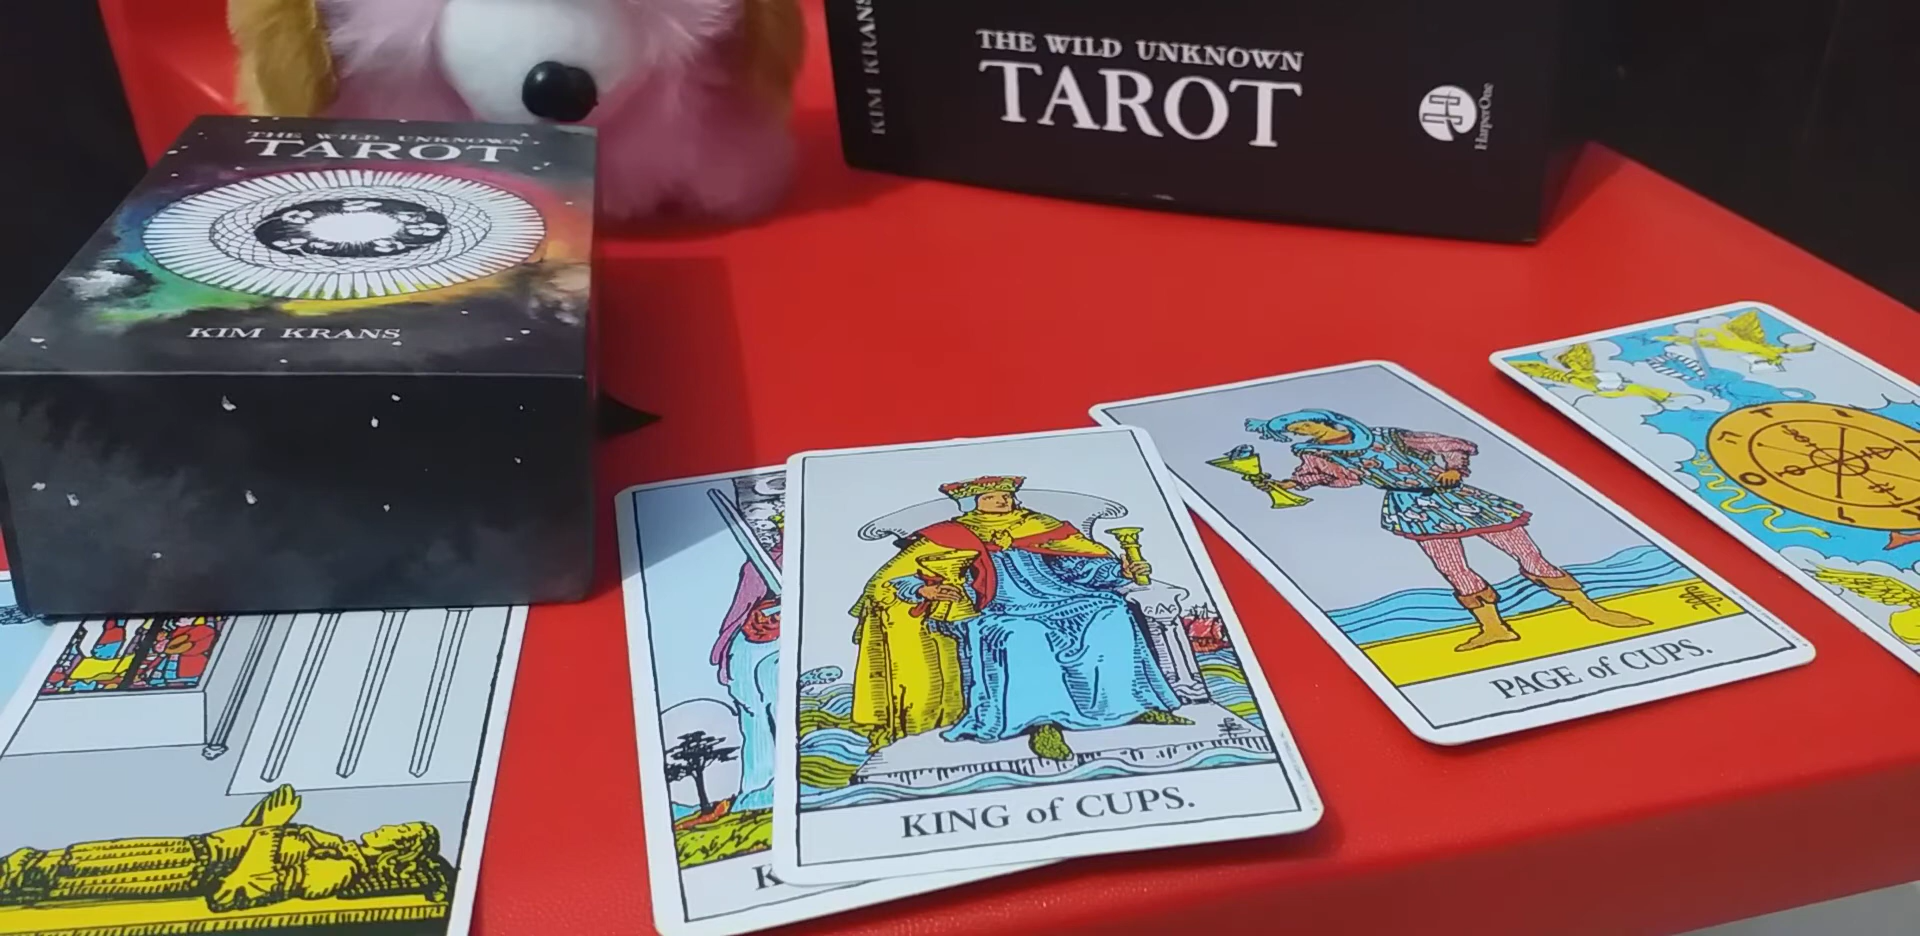 KIM KRANS
THE WILD UNKNOWN
TAROT
HarperOne
THE WILD UNKNOWN
TAROT
KIM KRANS
K
KING of CUPS.
PAGE of CUPS.